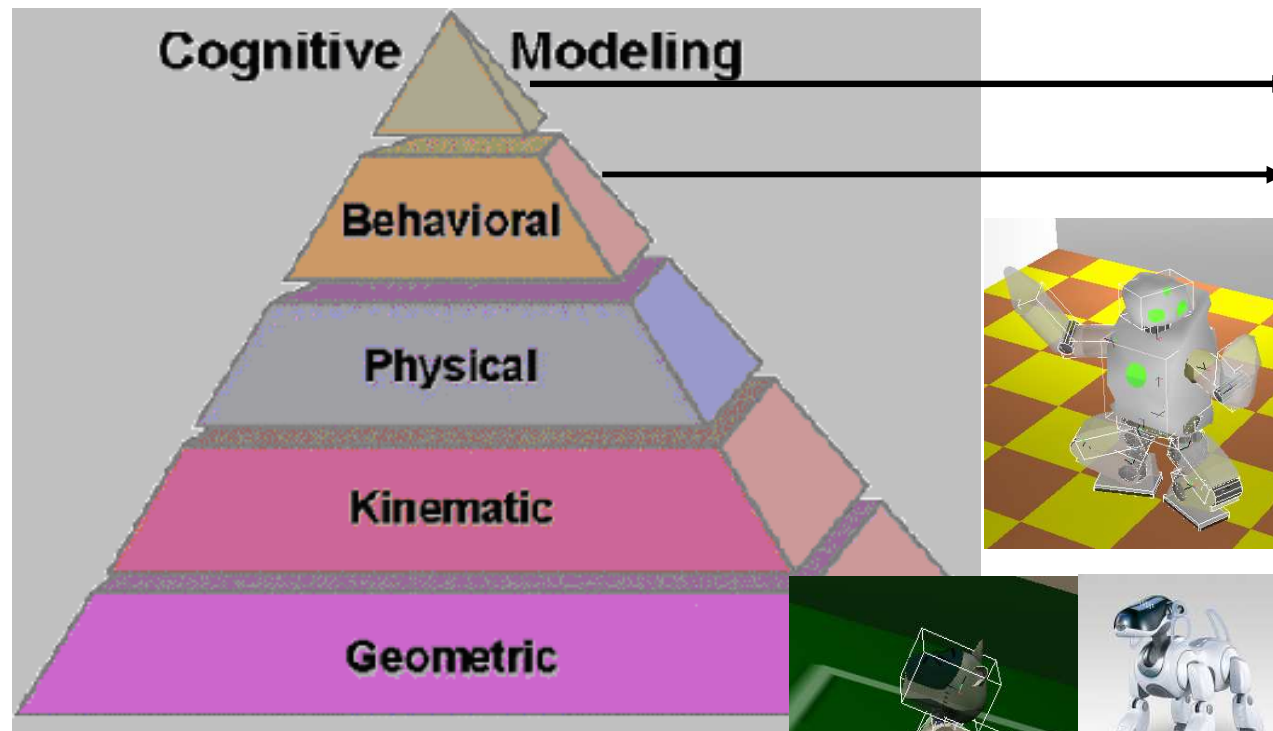 Cognitive Modeling
Behavioral
Physical
Kinematic
Geometric